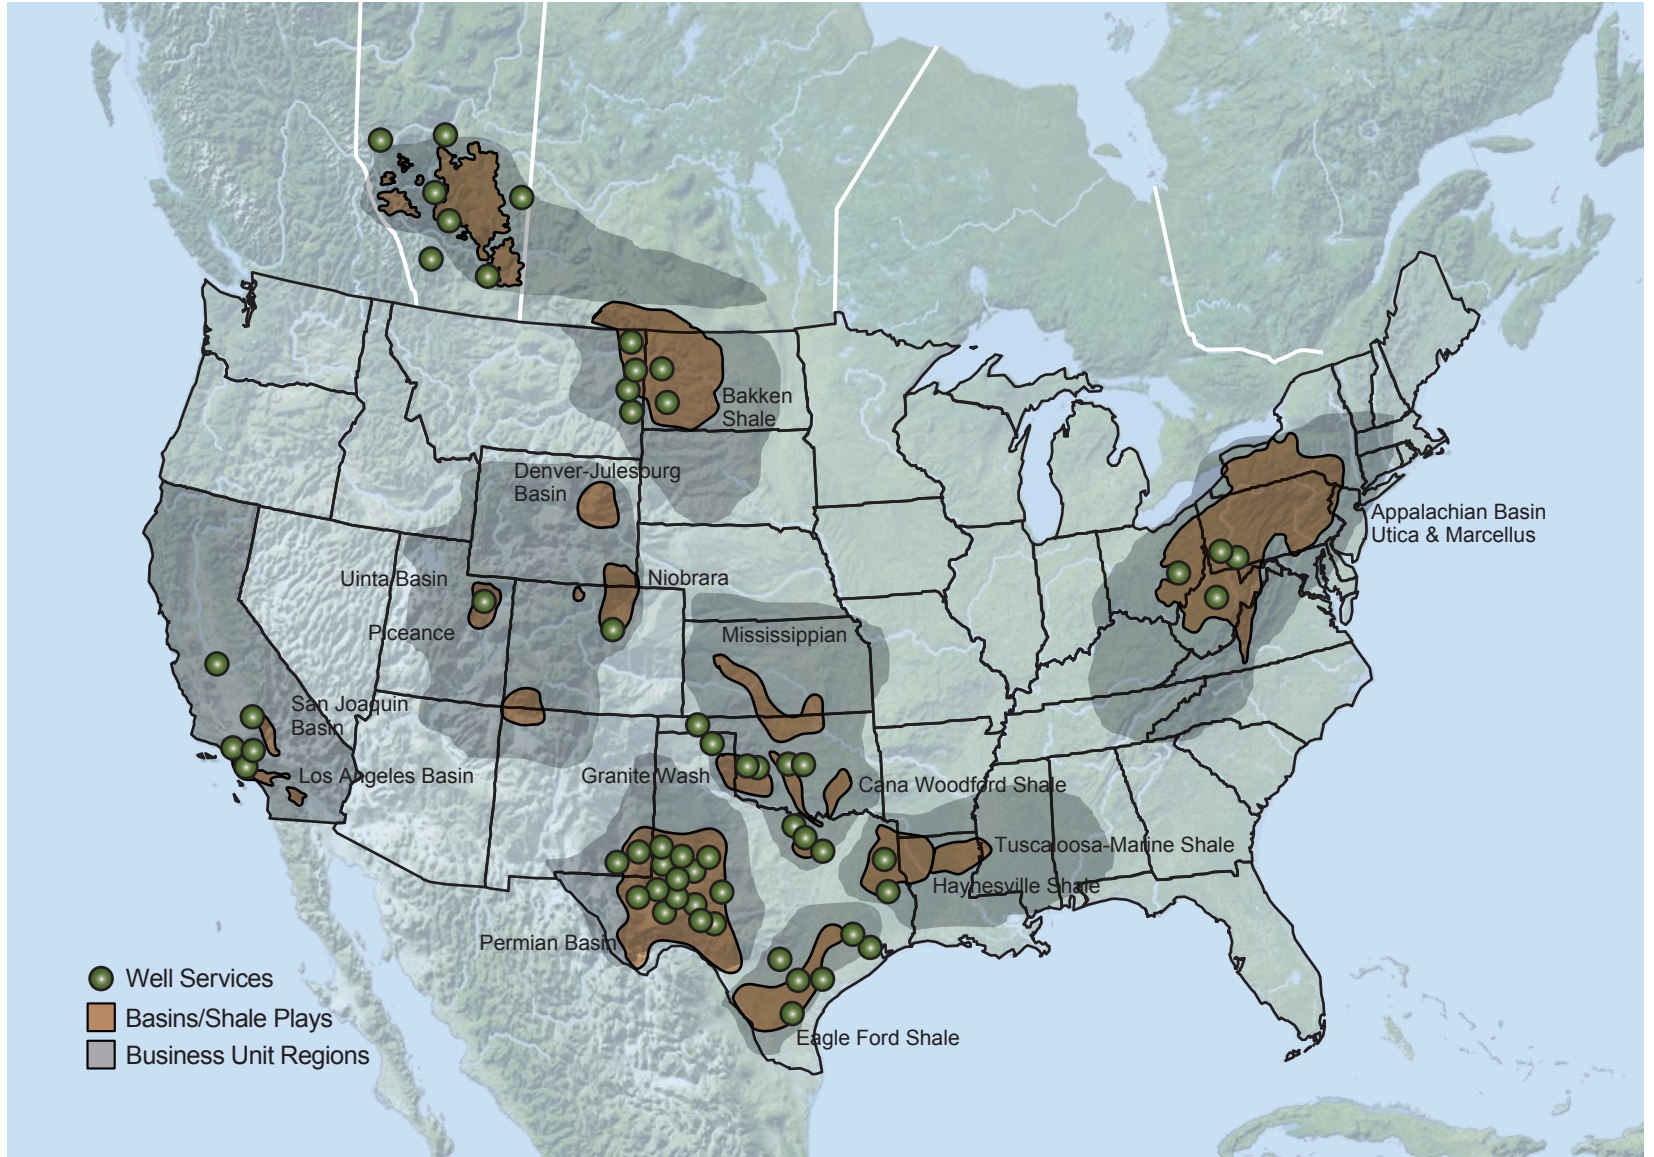 Bakken
Shale
Denver-Julesburg
Basin
Appalachian Basin
Utica & Marcellus
Uinta Basin
Niobrara
Piceance
Mississippian
San Joaquin
Basin
Los Angeles Basin
Granite Wash
Cana Woodford Shale
Tuscaloosa-Marine Shale
Haynesville Shale
Permian Basin
Well Services
Basins/Shale Plays
Eagle Ford Shale
Business Unit Regions